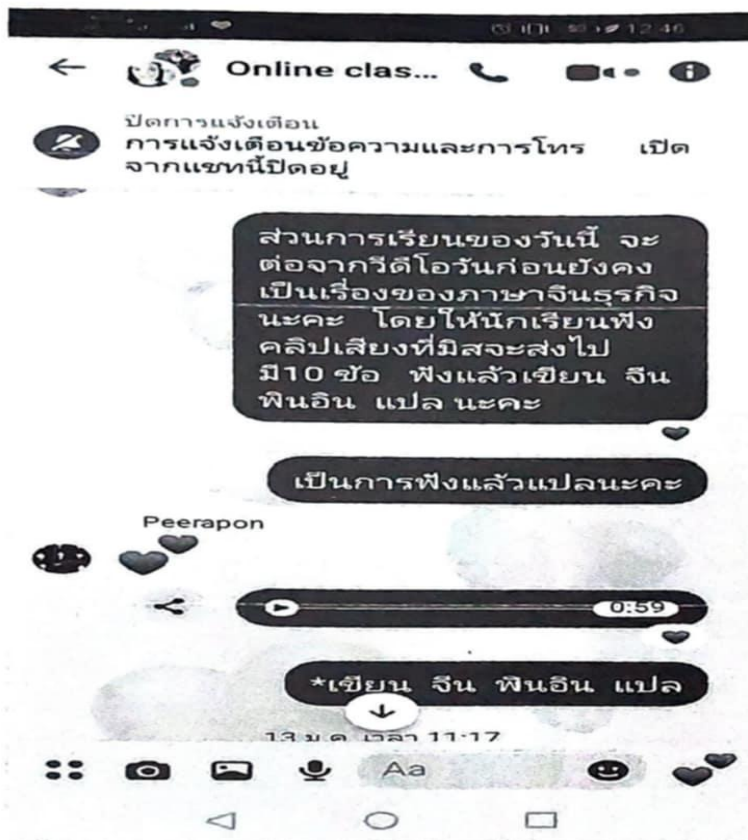 12:46
Online clas...
ปิดการแจ้งเตือน
การแจ้งเตือนข้อความและการโทร เปิด
จากแชทนี้ปิดอยู่
ส่วนการเรียนของวันนี้ จะ
ต่อจากวีดีโอวันก่อนยังคง
เป็นเรื่องของภาษาจีนธุรกิจ
นะคะ โดยให้นักเรียนฟัง
คลิปเสียงที่มิสจะส่งไป
มี10 ข้อ ฟังแล้วเขียน จีน
พินอิน แปล นะคะ
เป็นการฟังแล้วแปลนะคะ
Peerapon
0:59
*เขียน จีน พินอิน แปล
13 ม.ค. เวลา 11:17
Aa